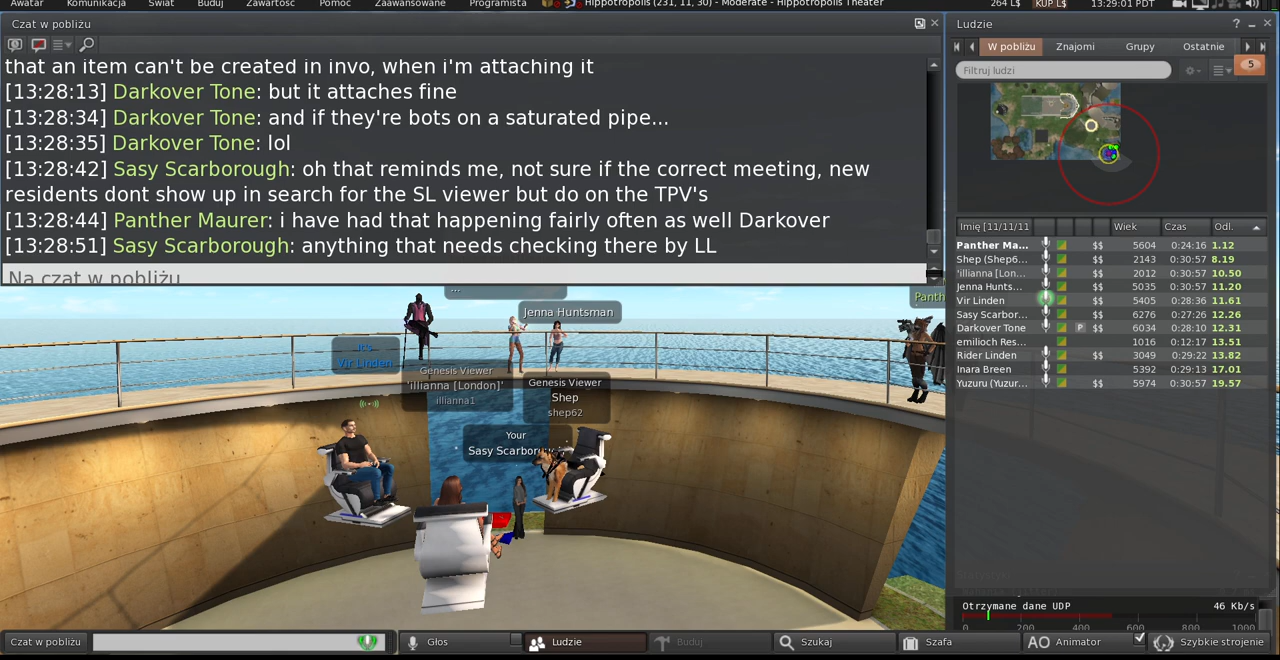 Awatar Komunikacja Świat Buduj Zawartość Pomoc Zaawansowane Programista Hippotropolis (231, 11, 30) - Moderate - Hippotropolis Theater 264 L$ KUP L$ 13:29:01 PDT
Czat w pobliżu
that an item can't be created in invo, when i'm attaching it
[13:28:13] Darkover Tone: but it attaches fine
[13:28:34] Darkover Tone: and if they're bots on a saturated pipe...
[13:28:35] Darkover Tone: lol
[13:28:42] Sasy Scarborough: oh that reminds me, not sure if the correct meeting, new
residents dont show up in search for the SL viewer but do on the TPV's
[13:28:44] Panther Maurer: i have had that happening fairly often as well Darkover
[13:28:51] Sasy Scarborough: anything that needs checking there by LL
Na czat w pobliżu
Ludzie
?
W pobliżu Znajomi Grupy Ostatnie
Filtruj ludzi
5
Imię [11/11/11 Wiek Czas Odl.
Panther Ma... $$ 5604 0:24:16 1.12
Shep (Shep6... $$ 2143 0:30:57 8.19
'illianna [Lon... $$ 2012 0:30:57 10.50
Jenna Hunts... $$ 5035 0:30:57 11.20
Vir Linden $$ 5405 0:28:36 11.61
Sasy Scarbor... $$ 6276 0:27:26 12.26
Darkover Tone P $$ 6034 0:28:10 12.31
emilioch Res... 1016 0:12:17 13.51
Rider Linden $$ 3049 0:29:22 13.82
Inara Breen 5392 0:29:13 17.01
Yuzuru (Yuzur... $$ 5974 0:30:57 19.57
...
Panth
Jenna Huntsman
It's
Vir Linden
Genesis Viewer
'illianna [London]'
illianna1
Genesis Viewer
Shep
shep62
Your
Sasy Scarborou
Otrzymane dane UDP 46 Kb/s
0 200 400 600 800 1000
Czat w pobliżu Głos Ludzie Buduj Szukaj Szafa AO Animator Szybkie strojenie